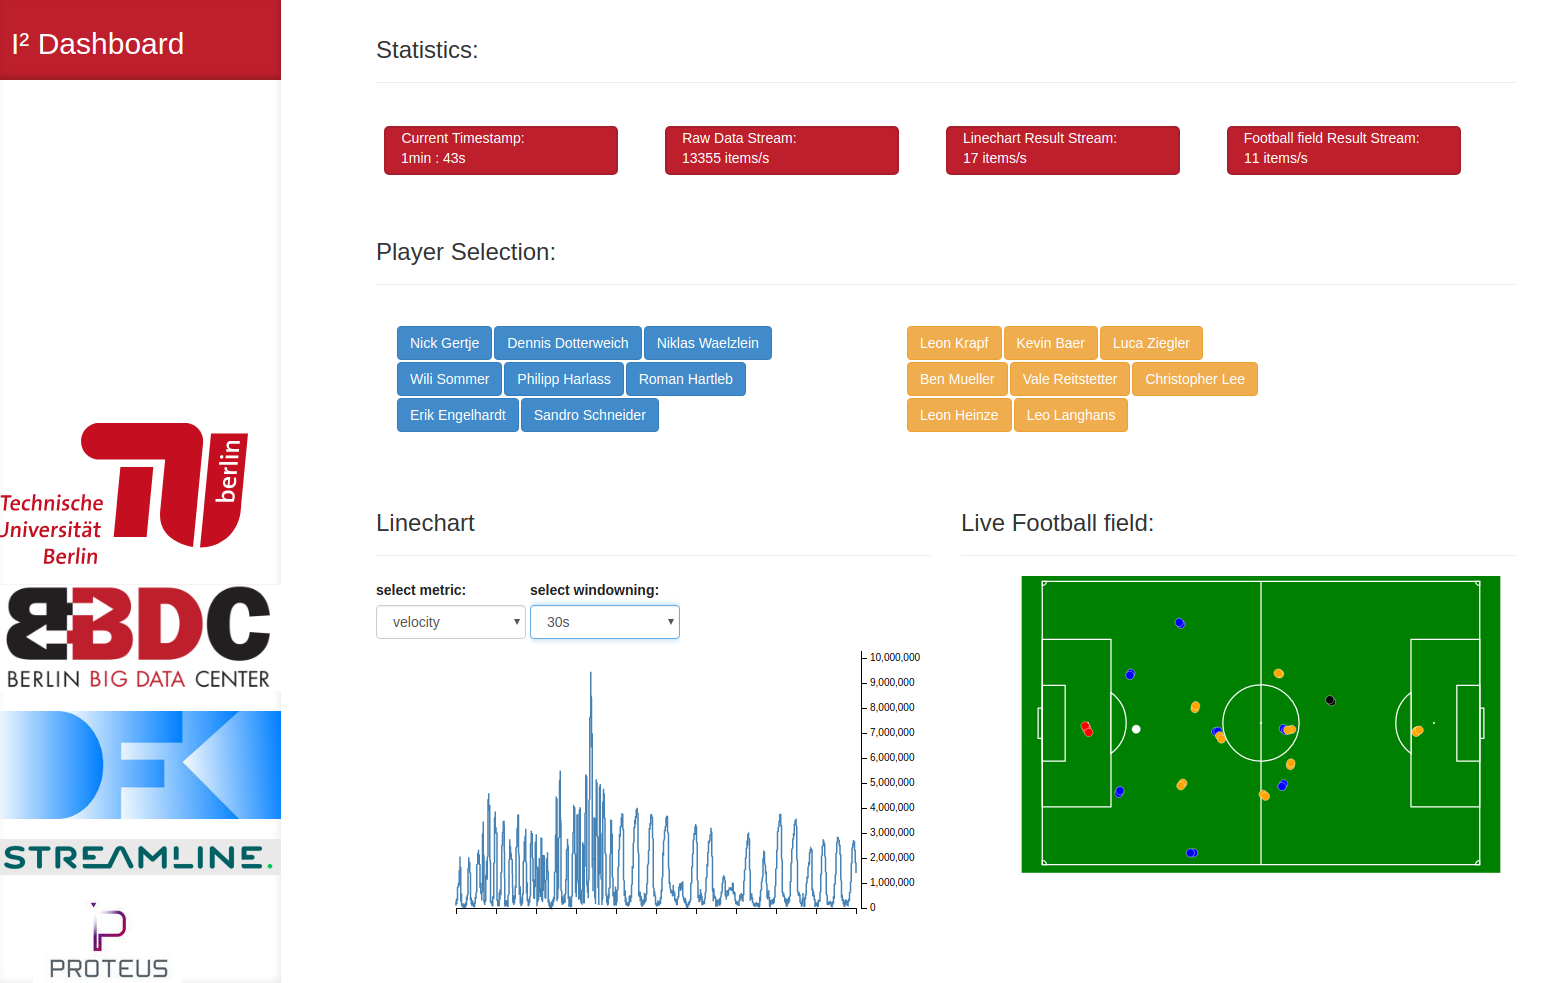 I² Dashboard
Statistics:
Current Timestamp:
1min : 43s
Raw Data Stream:
13355 items/s
Linechart Result Stream:
17 items/s
Football field Result Stream:
11 items/s
Player Selection:
Nick Gertje Dennis Dotterweich Niklas Waelzlein
Wili Sommer Philipp Harlass Roman Hartleb
Erik Engelhardt Sandro Schneider
Leon Krapf Kevin Baer Luca Ziegler
Ben Mueller Vale Reitstetter Christopher Lee
Leon Heinze Leo Langhans
Linechart
select metric: select windowning:
velocity 30s
10,000,000
9,000,000
8,000,000
7,000,000
6,000,000
5,000,000
4,000,000
3,000,000
2,000,000
1,000,000
0
Live Football field:
berlin
Technische
Universität
Berlin
BBDC
BERLIN BIG DATA CENTER
DFK
STREAMLINE.
PROTEUS